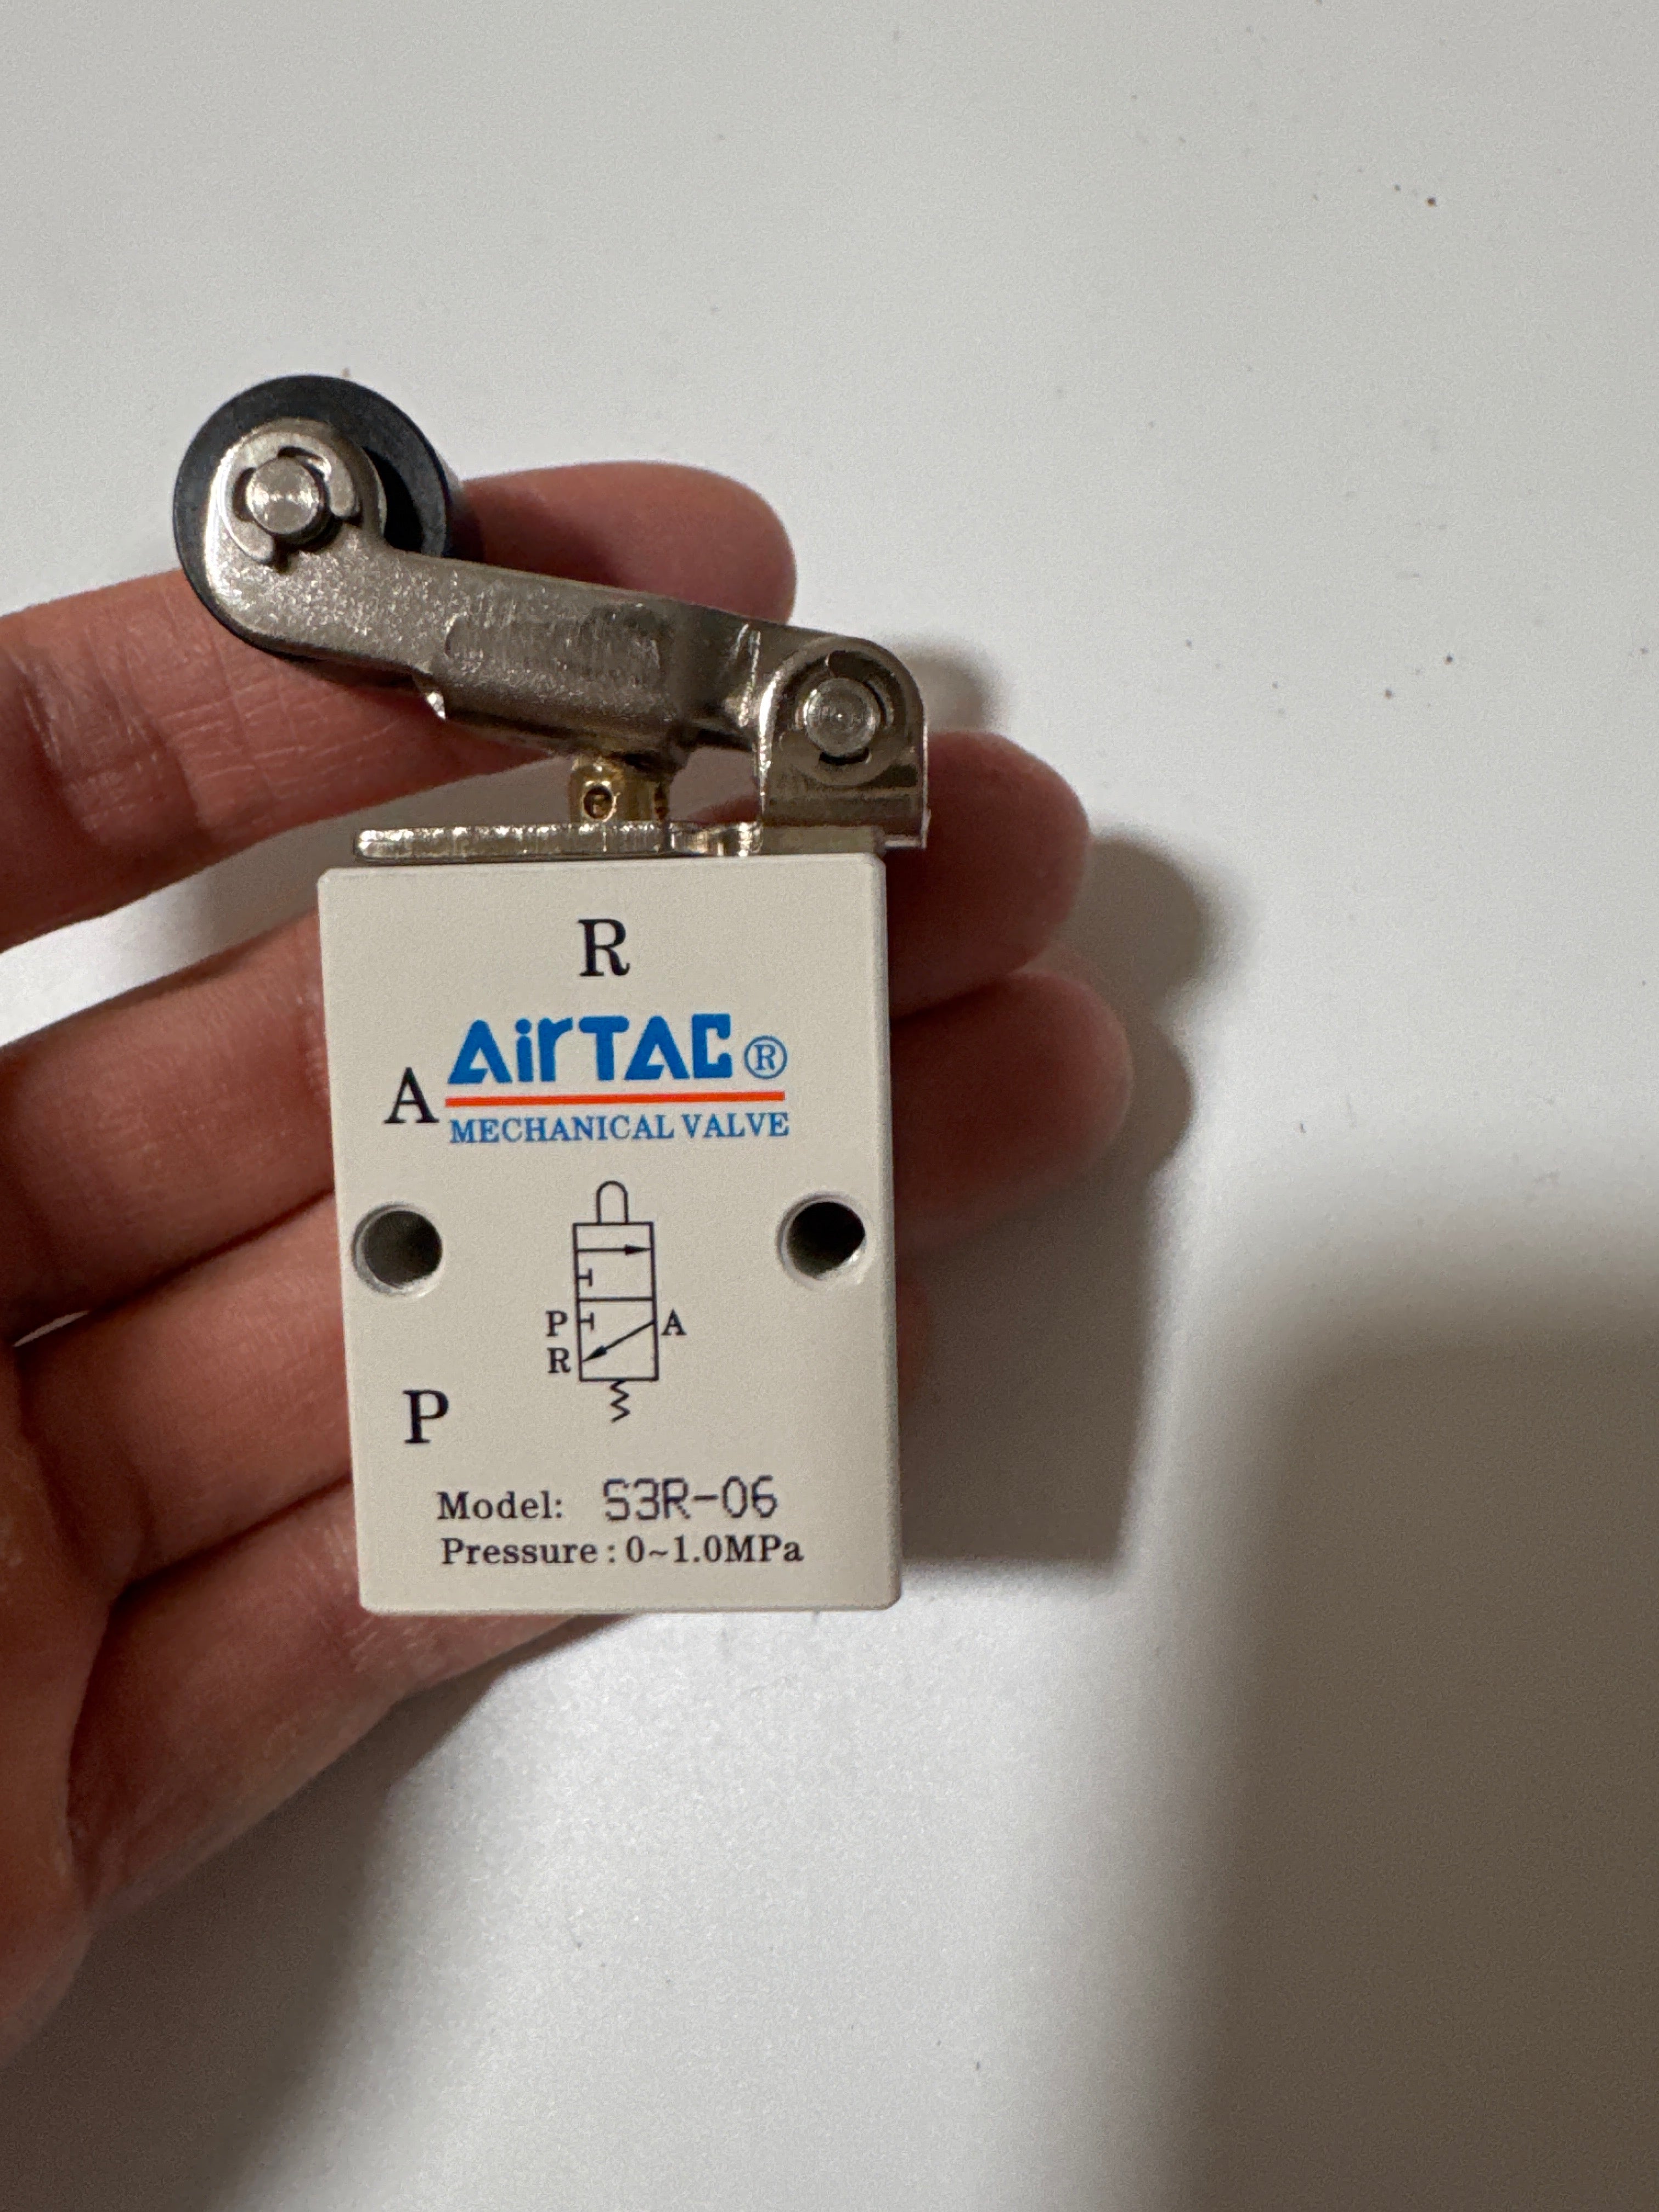 R
AirTAC®
A
MECHANICAL VALVE
P A
R
P
Model: S3R-06
Pressure : 0~1.0MPa